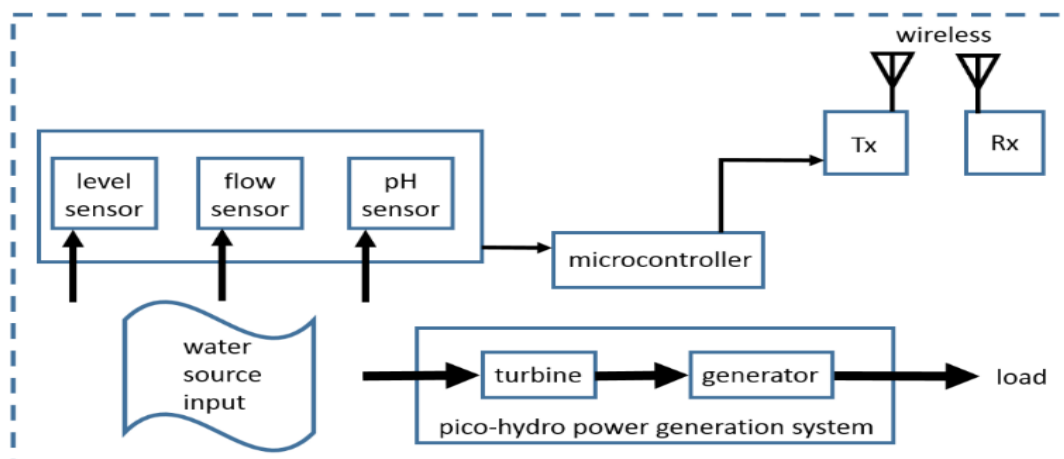 wireless
Tx
Rx
level
sensor
flow
sensor
pH
sensor
microcontroller
water
source
input
turbine
generator
load
pico-hydro power generation system